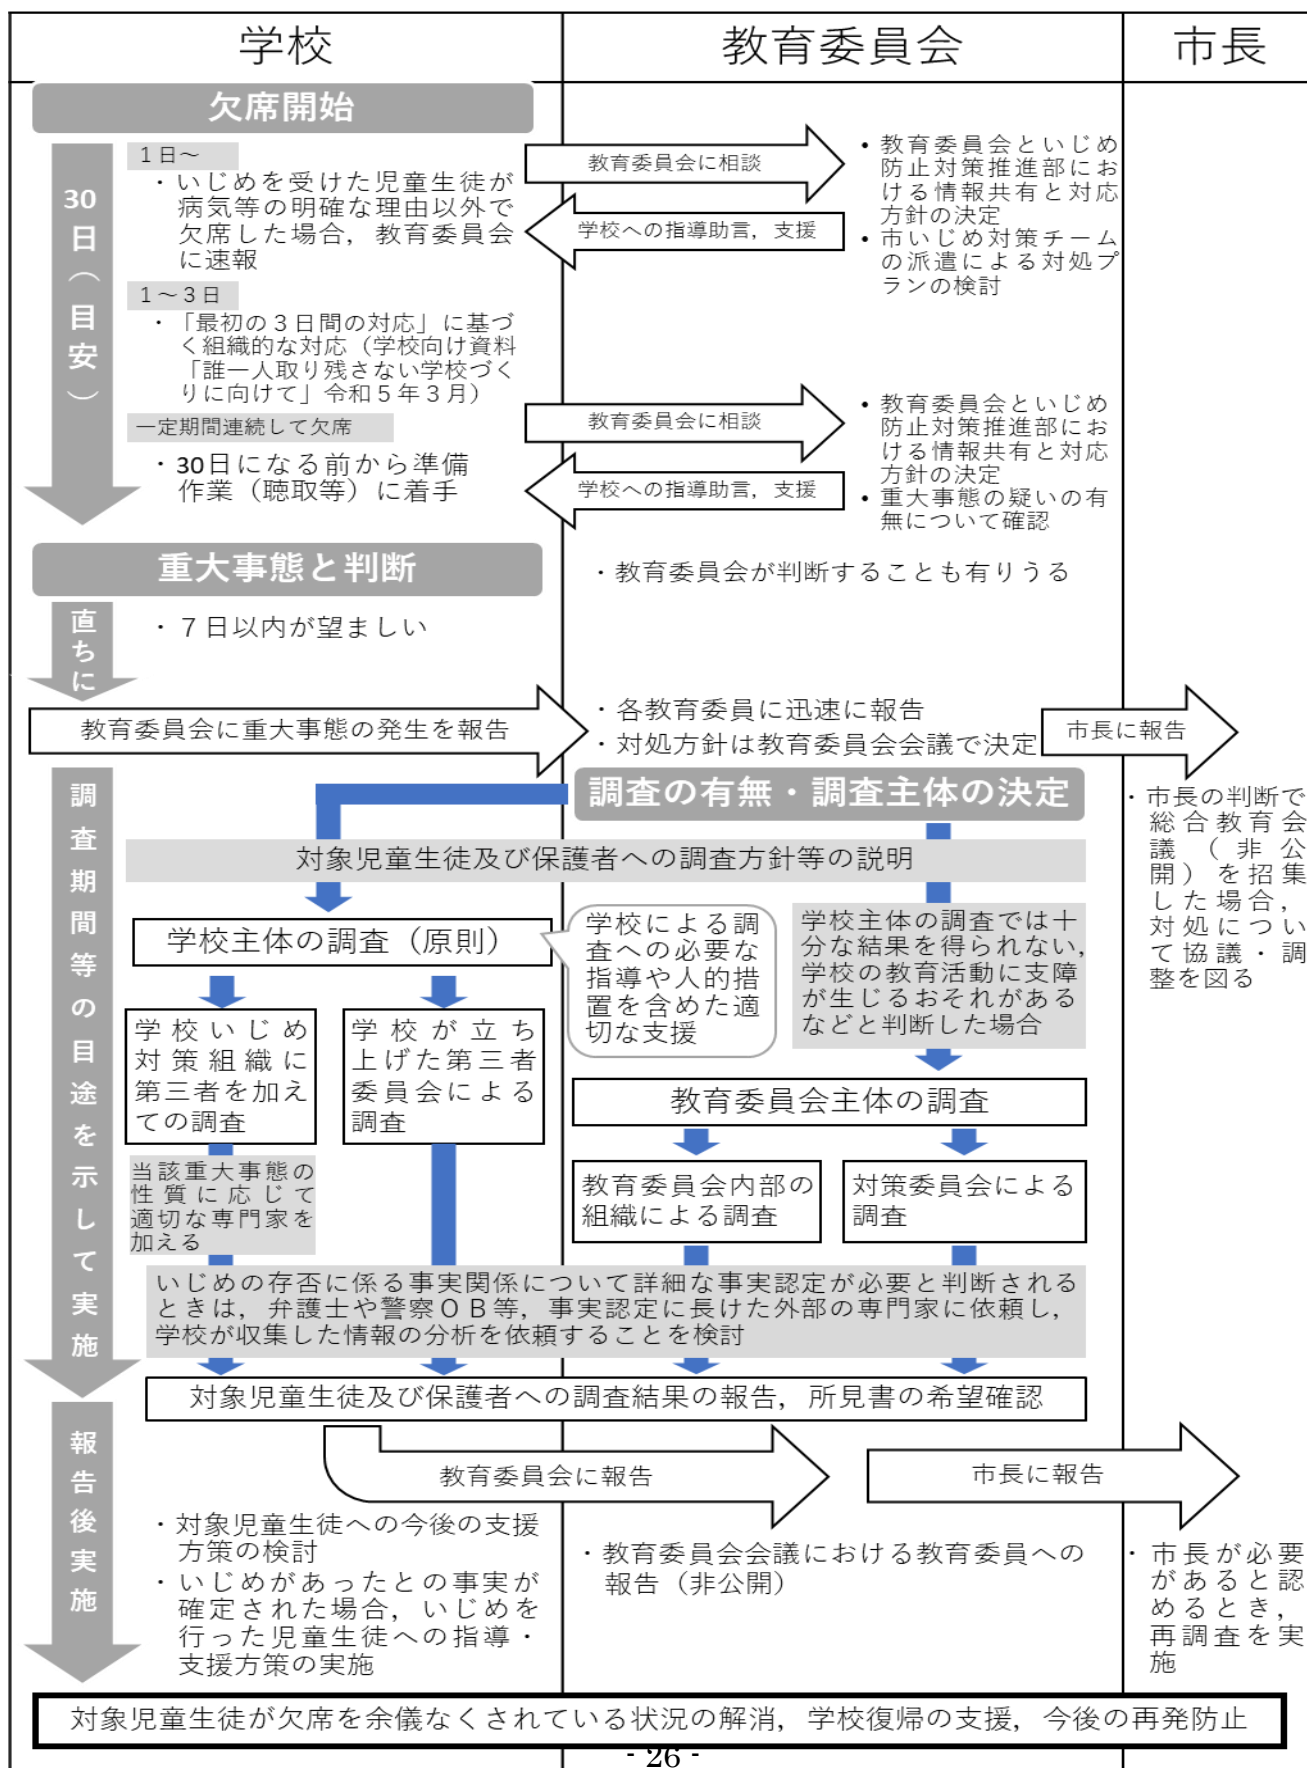 学校
教育委員会
市長
欠席開始
30日（目安）
１日～
・いじめを受けた児童生徒が
病気等の明確な理由以外で
欠席した場合，教育委員会
に速報
教育委員会に相談
学校への指導助言，支援
• 教育委員会といじめ
防止対策推進部にお
ける情報共有と対応
方針の決定
• 市いじめ対策チーム
の派遣による対処プ
ランの検討
１～３日
・「最初の３日間の対応」に基づ
く組織的な対応（学校向け資料
「誰一人取り残さない学校づく
りに向けて」令和５年３月）
一定期間連続して欠席
・30日になる前から準備
作業（聴取等）に着手
教育委員会に相談
学校への指導助言，支援
• 教育委員会といじめ
防止対策推進部にお
ける情報共有と対応
方針の決定
• 重大事態の疑いの有
無について確認
重大事態と判断
・教育委員会が判断することも有りうる
直ちに
・７日以内が望ましい
教育委員会に重大事態の発生を報告
・各教育委員に迅速に報告
・対処方針は教育委員会会議で決定
市長に報告
調査期間等の目途を示して実施
調査の有無・調査主体の決定
・市長の判断で
総合教育会
議（非公
開）を招集
した場合，
対処につい
て協議・調
整を図る
対象児童生徒及び保護者への調査方針等の説明
学校主体の調査（原則）
学校による調
査への必要な
指導や人的措
置を含めた適
切な支援
学校主体の調査では十
分な結果を得られない，
学校の教育活動に支障
が生じるおそれがある
などと判断した場合
学校いじめ
対策組織に
第三者を加え
ての調査
学校が立ち
上げた第三者
委員会による
調査
教育委員会主体の調査
当該重大事態の
性質に応じて
適切な専門家を
加える
教育委員会内部の
組織による調査
対策委員会による
調査
いじめの存否に係る事実関係について詳細な事実認定が必要と判断される
ときは，弁護士や警察ＯＢ等，事実認定に長けた外部の専門家に依頼し，
学校が収集した情報の分析を依頼することを検討
対象児童生徒及び保護者への調査結果の報告，所見書の希望確認
報告後実施
教育委員会に報告
市長に報告
・対象児童生徒への今後の支援
方策の検討
・いじめがあったとの事実が
確定された場合，いじめを
行った児童生徒への指導・
支援方策の実施
・教育委員会会議における教育委員への
報告（非公開）
・市長が必要
があると認
めるとき，
再調査を実
施
対象児童生徒が欠席を余儀なくされている状況の解消，学校復帰の支援，今後の再発防止
- 26 -